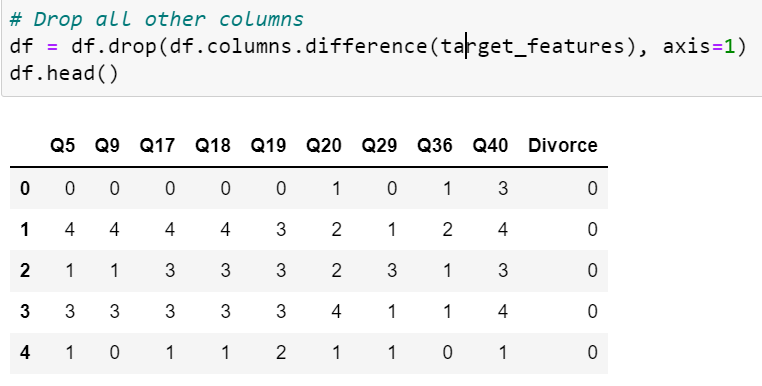 # Drop all other columns
df = df.drop(df.columns.difference(target_features), axis=1)
df.head()
Q5 Q9 Q17 Q18 Q19 Q20 Q29 Q36 Q40 Divorce
0 0 0 0 0 0 1 0 1 3 0
1 4 4 4 4 3 2 1 2 4 0
2 1 1 3 3 3 2 3 1 3 0
3 3 3 3 3 3 4 1 1 4 0
4 1 0 1 1 2 1 1 0 1 0